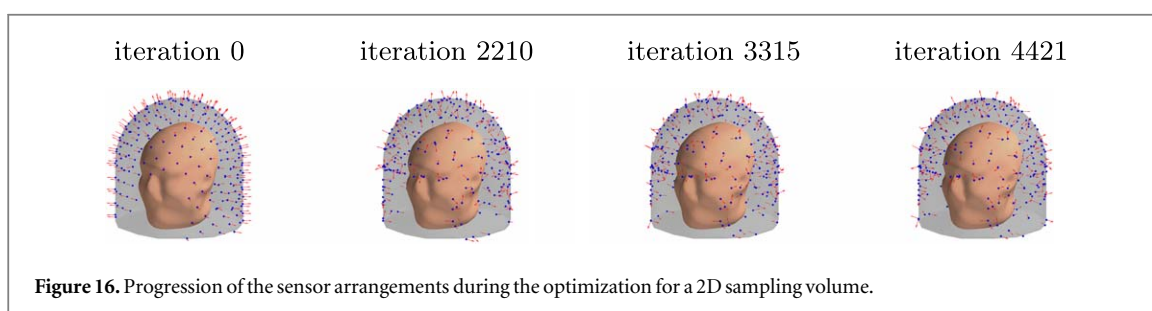 iteration 0 iteration 2210 iteration 3315 iteration 4421
Figure 16. Progression of the sensor arrangements during the optimization for a 2D sampling volume.